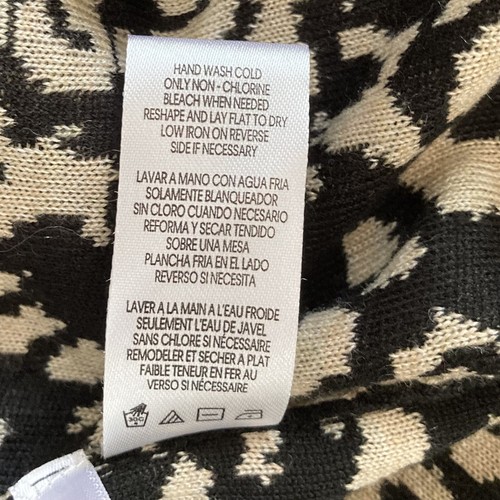 HAND WASH COLD
ONLY NON - CHLORINE
BLEACH WHEN NEEDED
RESHAPE AND LAY FLAT TO DRY
LOW IRON ON REVERSE
SIDE IF NECESSARY
LAVAR A MANO CON AGUA FRIA
SOLAMENTE BLANQUEADOR
SIN CLORO CUANDO NECESARIO
REFORMA Y SECAR TENDIDO
SOBRE UNA MESA
PLANCHA FRIA EN EL LADO
REVERSO SI NECESITA
LAVER A LA MAIN A L'EAU FROIDE
SEULEMENT L'EAU DE JAVEL
SANS CHLORE SI NÉCESSAIRE
REMODELER ET SECHER A PLAT
FAIBLE TENEUR EN FER AU
VERSO SI NÉCESSAIRE
30C